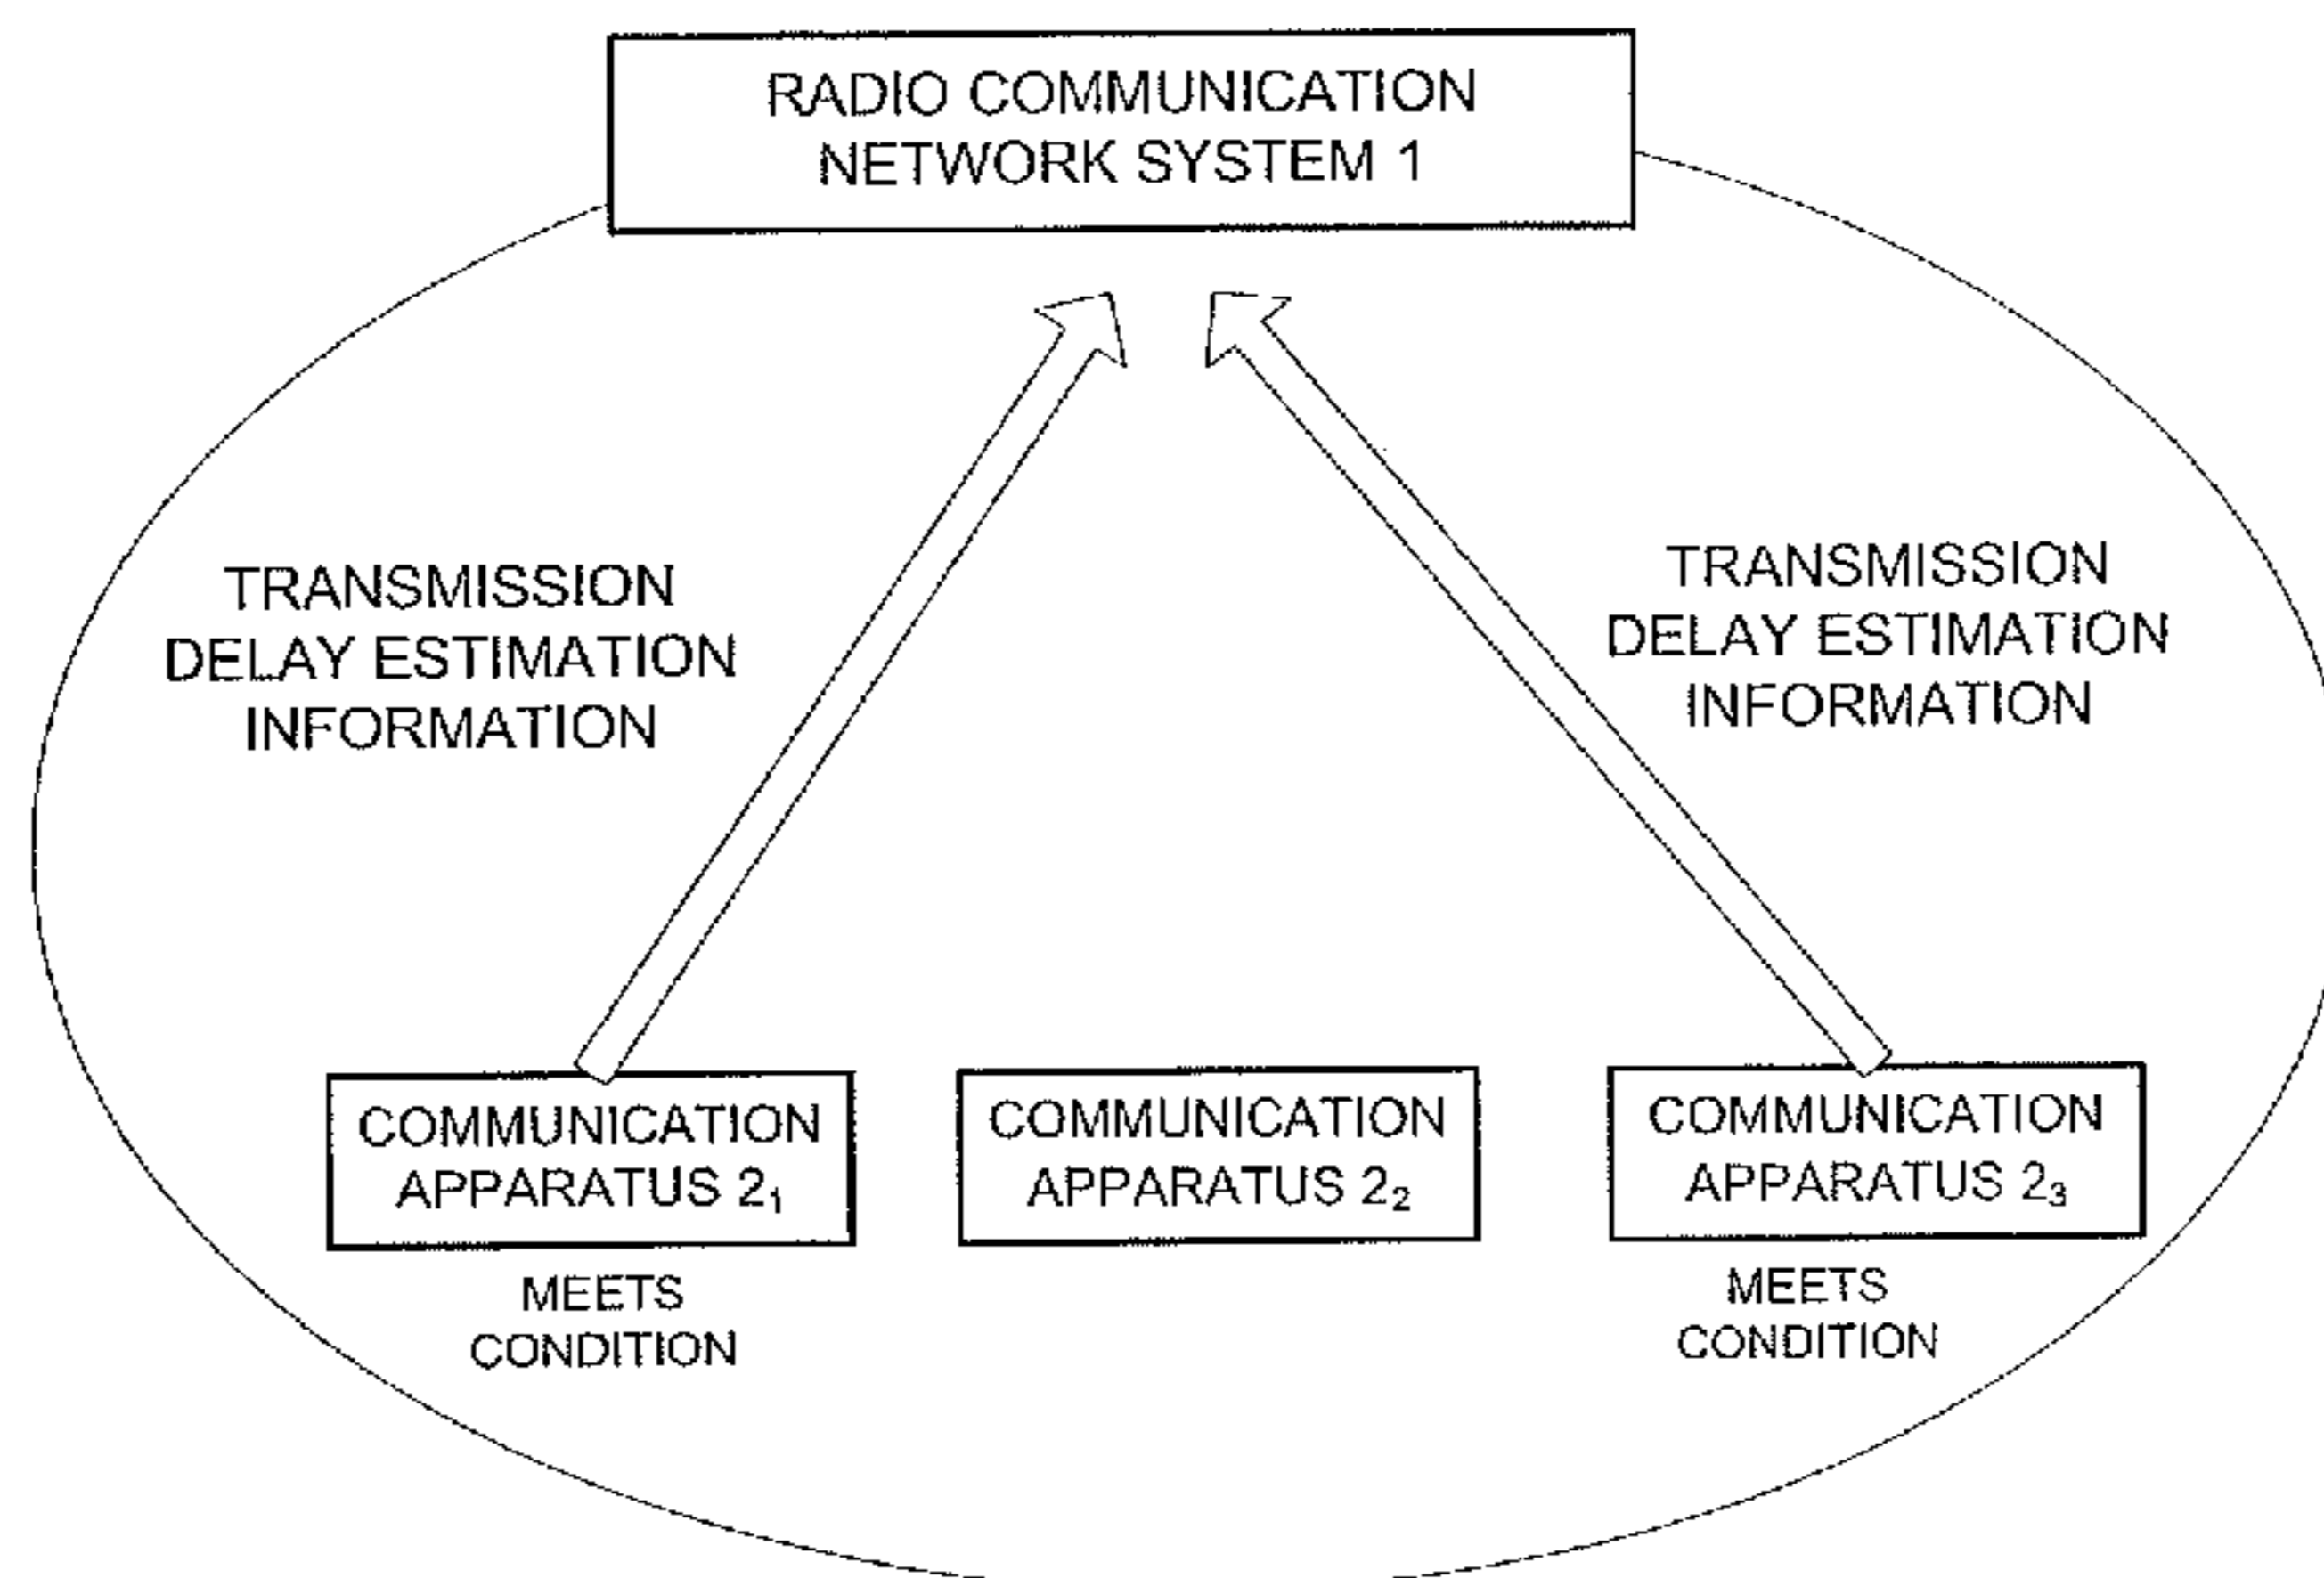 RADIO COMMUNICATION
NETWORK SYSTEM 1
TRANSMISSION
DELAY ESTIMATION
INFORMATION
TRANSMISSION
DELAY ESTIMATION
INFORMATION
COMMUNICATION
APPARATUS 2₁
COMMUNICATION
APPARATUS 2₂
COMMUNICATION
APPARATUS 2₃
MEETS
CONDITION
MEETS
CONDITION